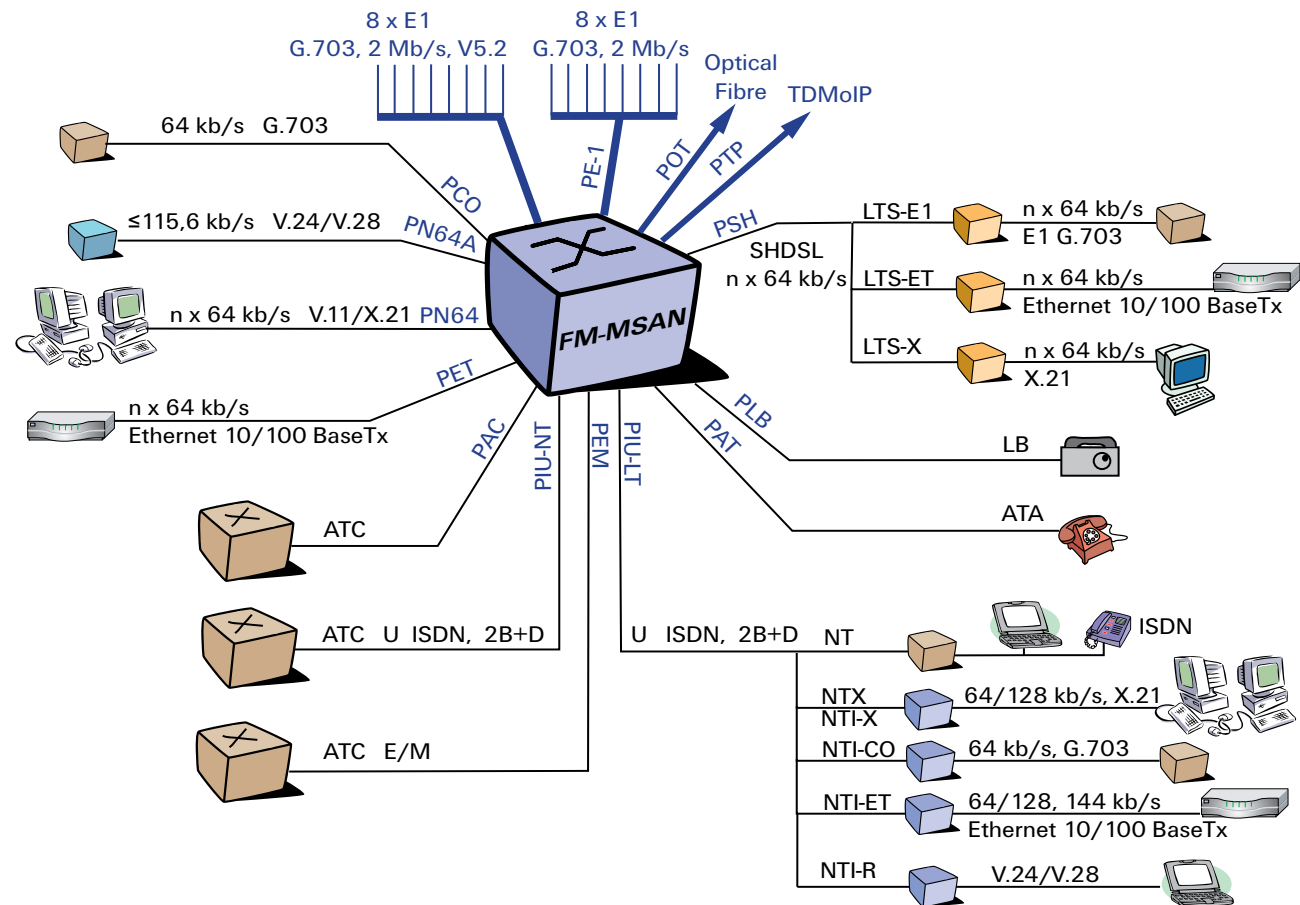 8 x E1
G.703, 2 Mb/s, V5.2
8 x E1
G.703, 2 Mb/s
Optical
Fibre
TDMoIP
PE-1
POT
PTP
64 kb/s G.703
PCO
≤115,6 kb/s V.24/V.28
PN64A
n x 64 kb/s V.11/X.21 PN64
PET
n x 64 kb/s
Ethernet 10/100 BaseTx
FM-MSAN
PSH
SHDSL
n x 64 kb/s
LTS-E1
n x 64 kb/s
E1 G.703
LTS-ET
n x 64 kb/s
Ethernet 10/100 BaseTx
LTS-X
n x 64 kb/s
X.21
PAC
PIU-NT
PEM
PIU-LT
PAT
PLB
LB
ATA
ATC
ATC U ISDN, 2B+D
ATC E/M
U ISDN, 2B+D
NT
ISDN
NTX
NTI-X
64/128 kb/s, X.21
NTI-CO
64 kb/s, G.703
NTI-ET
64/128, 144 kb/s
Ethernet 10/100 BaseTx
NTI-R
V.24/V.28